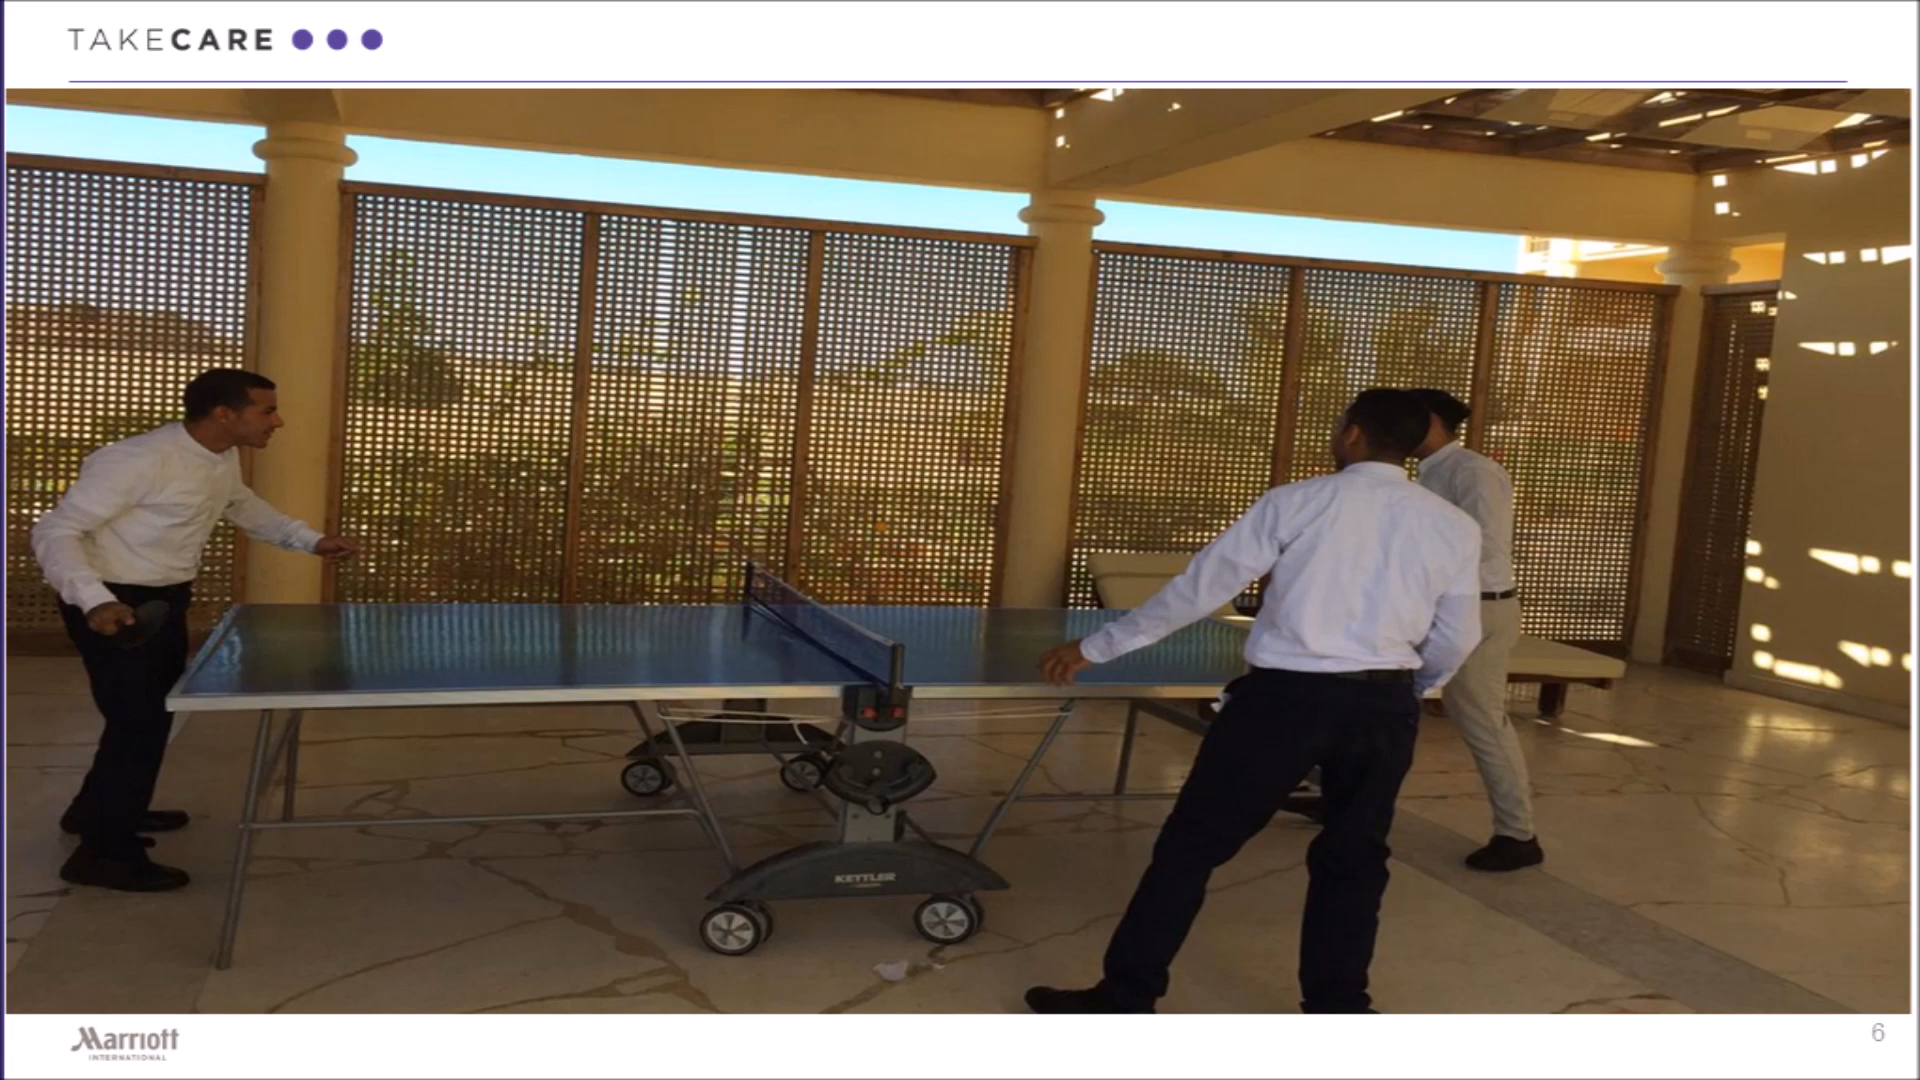 TAKECARE
KETTLER
Marriott
INTERNATIONAL
6